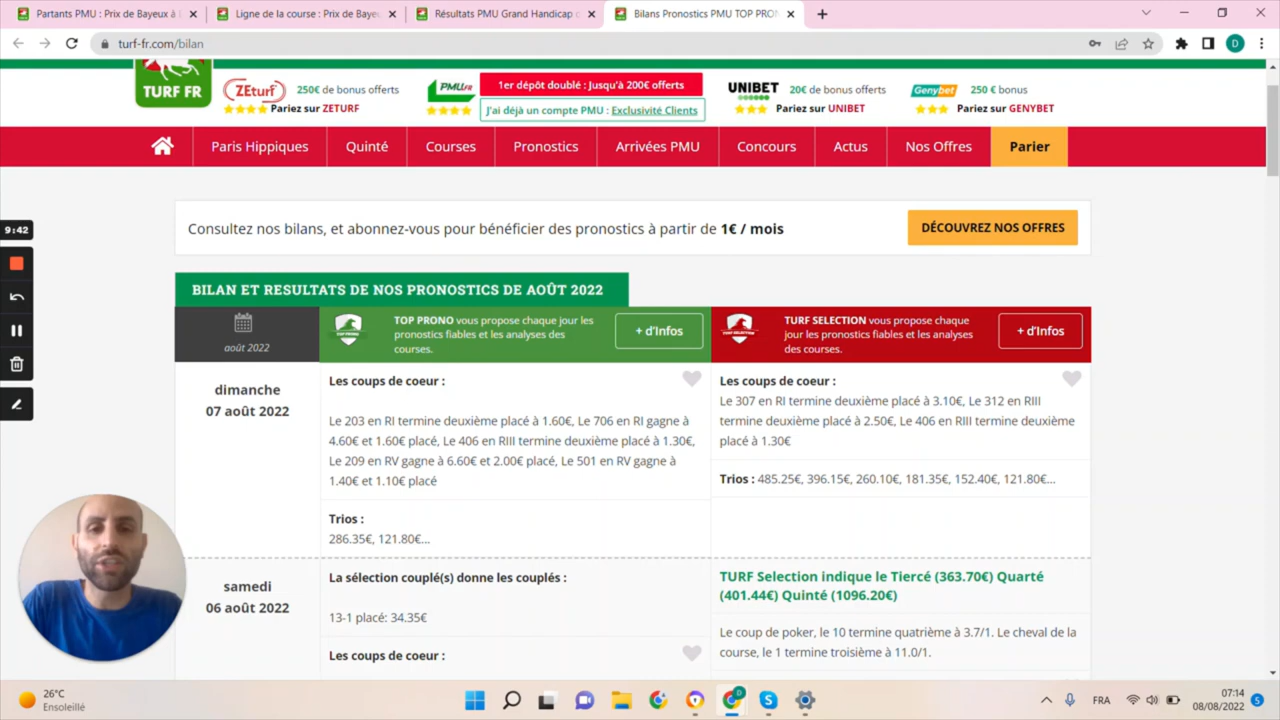 Partants PMU : Prix de Bayeux à
Ligne de la course : Prix de Baye
Résultats PMU Grand Handicap
Bilans Pronostics PMU TOP PRON
turf-fr.com/bilan
D
TURF FR
ZEturf
250€ de bonus offerts
Pariez sur ZETURF
PMU.FR
1er dépôt doublé : Jusqu'à 200€ offerts
J'ai déjà un compte PMU : Exclusivité Clients
UNIBET
20€ de bonus offerts
Pariez sur UNIBET
Genybet
250 € bonus
Pariez sur GENYBET
Paris Hippiques
Quinté
Courses
Pronostics
Arrivées PMU
Concours
Actus
Nos Offres
Parier
9:42
Consultez nos bilans, et abonnez-vous pour bénéficier des pronostics à partir de 1€ / mois
DÉCOUVREZ NOS OFFRES
BILAN ET RESULTATS DE NOS PRONOSTICS DE AOÛT 2022
août 2022
TOP PRONO
TOP PRONO vous propose chaque jour les
pronostics fiables et les analyses des
courses.
+ d'Infos
TURF SELECTION
TURF SELECTION vous propose chaque
jour les pronostics fiables et les analyses
des courses.
+ d'Infos
dimanche
07 août 2022
Les coups de coeur :
Le 203 en RI termine deuxième placé à 1.60€, Le 706 en RI gagne à
4.60€ et 1.60€ placé, Le 406 en RIII termine deuxième placé à 1.30€,
Le 209 en RV gagne à 6.60€ et 2.00€ placé, Le 501 en RV gagne à
1.40€ et 1.10€ placé
Trios :
286.35€, 121.80€...
Les coups de coeur :
Le 307 en RI termine deuxième placé à 3.10€, Le 312 en RIII
termine deuxième placé à 2.50€, Le 406 en RIII termine deuxième
placé à 1.30€
Trios : 485.25€, 396.15€, 260.10€, 181.35€, 152.40€, 121.80€...
samedi
06 août 2022
La sélection couplé(s) donne les couplés :
13-1 placé: 34.35€
Les coups de coeur :
TURF Selection indique le Tiercé (363.70€) Quarté
(401.44€) Quinté (1096.20€)
Le coup de poker, le 10 termine quatrième à 3.7/1. Le cheval de la
course, le 1 termine troisième à 11.0/1.
26°C
Ensoleillé
D
FRA
07:14
08/08/2022
5